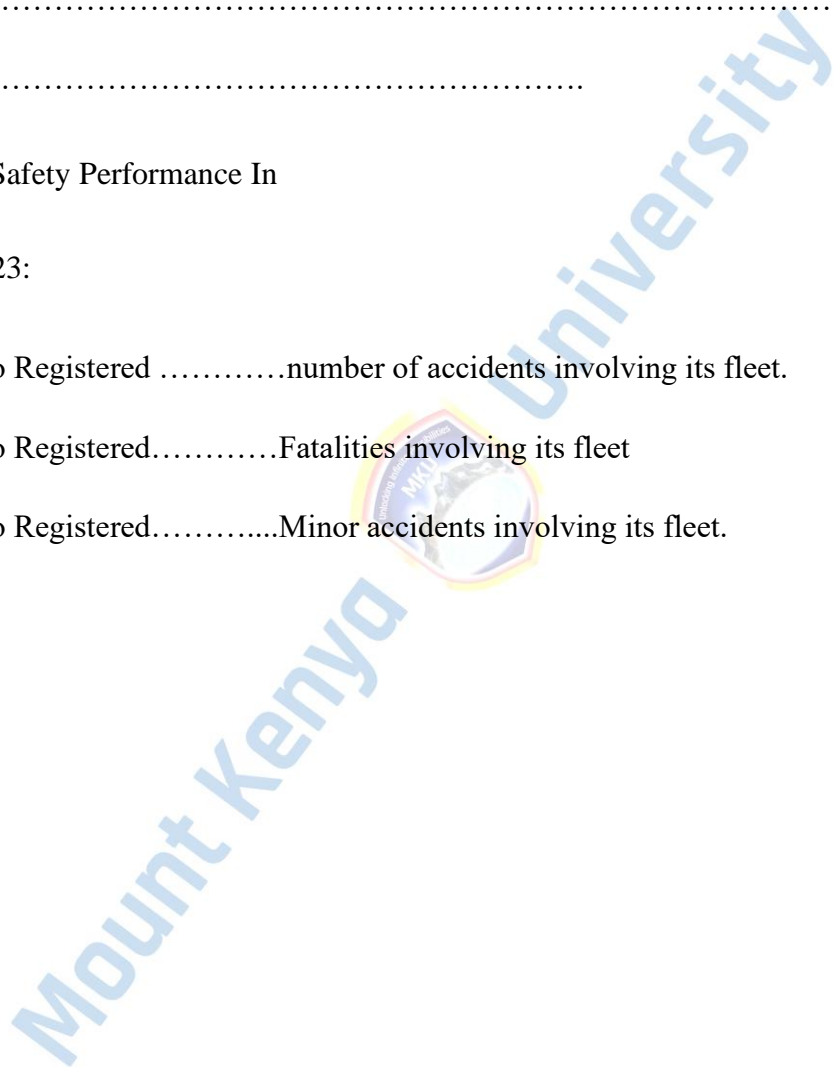 ……………………………………………………………………………
…………………………………………………….
Safety Performance In
23:
o Registered …………number of accidents involving its fleet.
o Registered…………Fatalities involving its fleet
o Registered………....Minor accidents involving its fleet.
Mount Kenya University
MKU